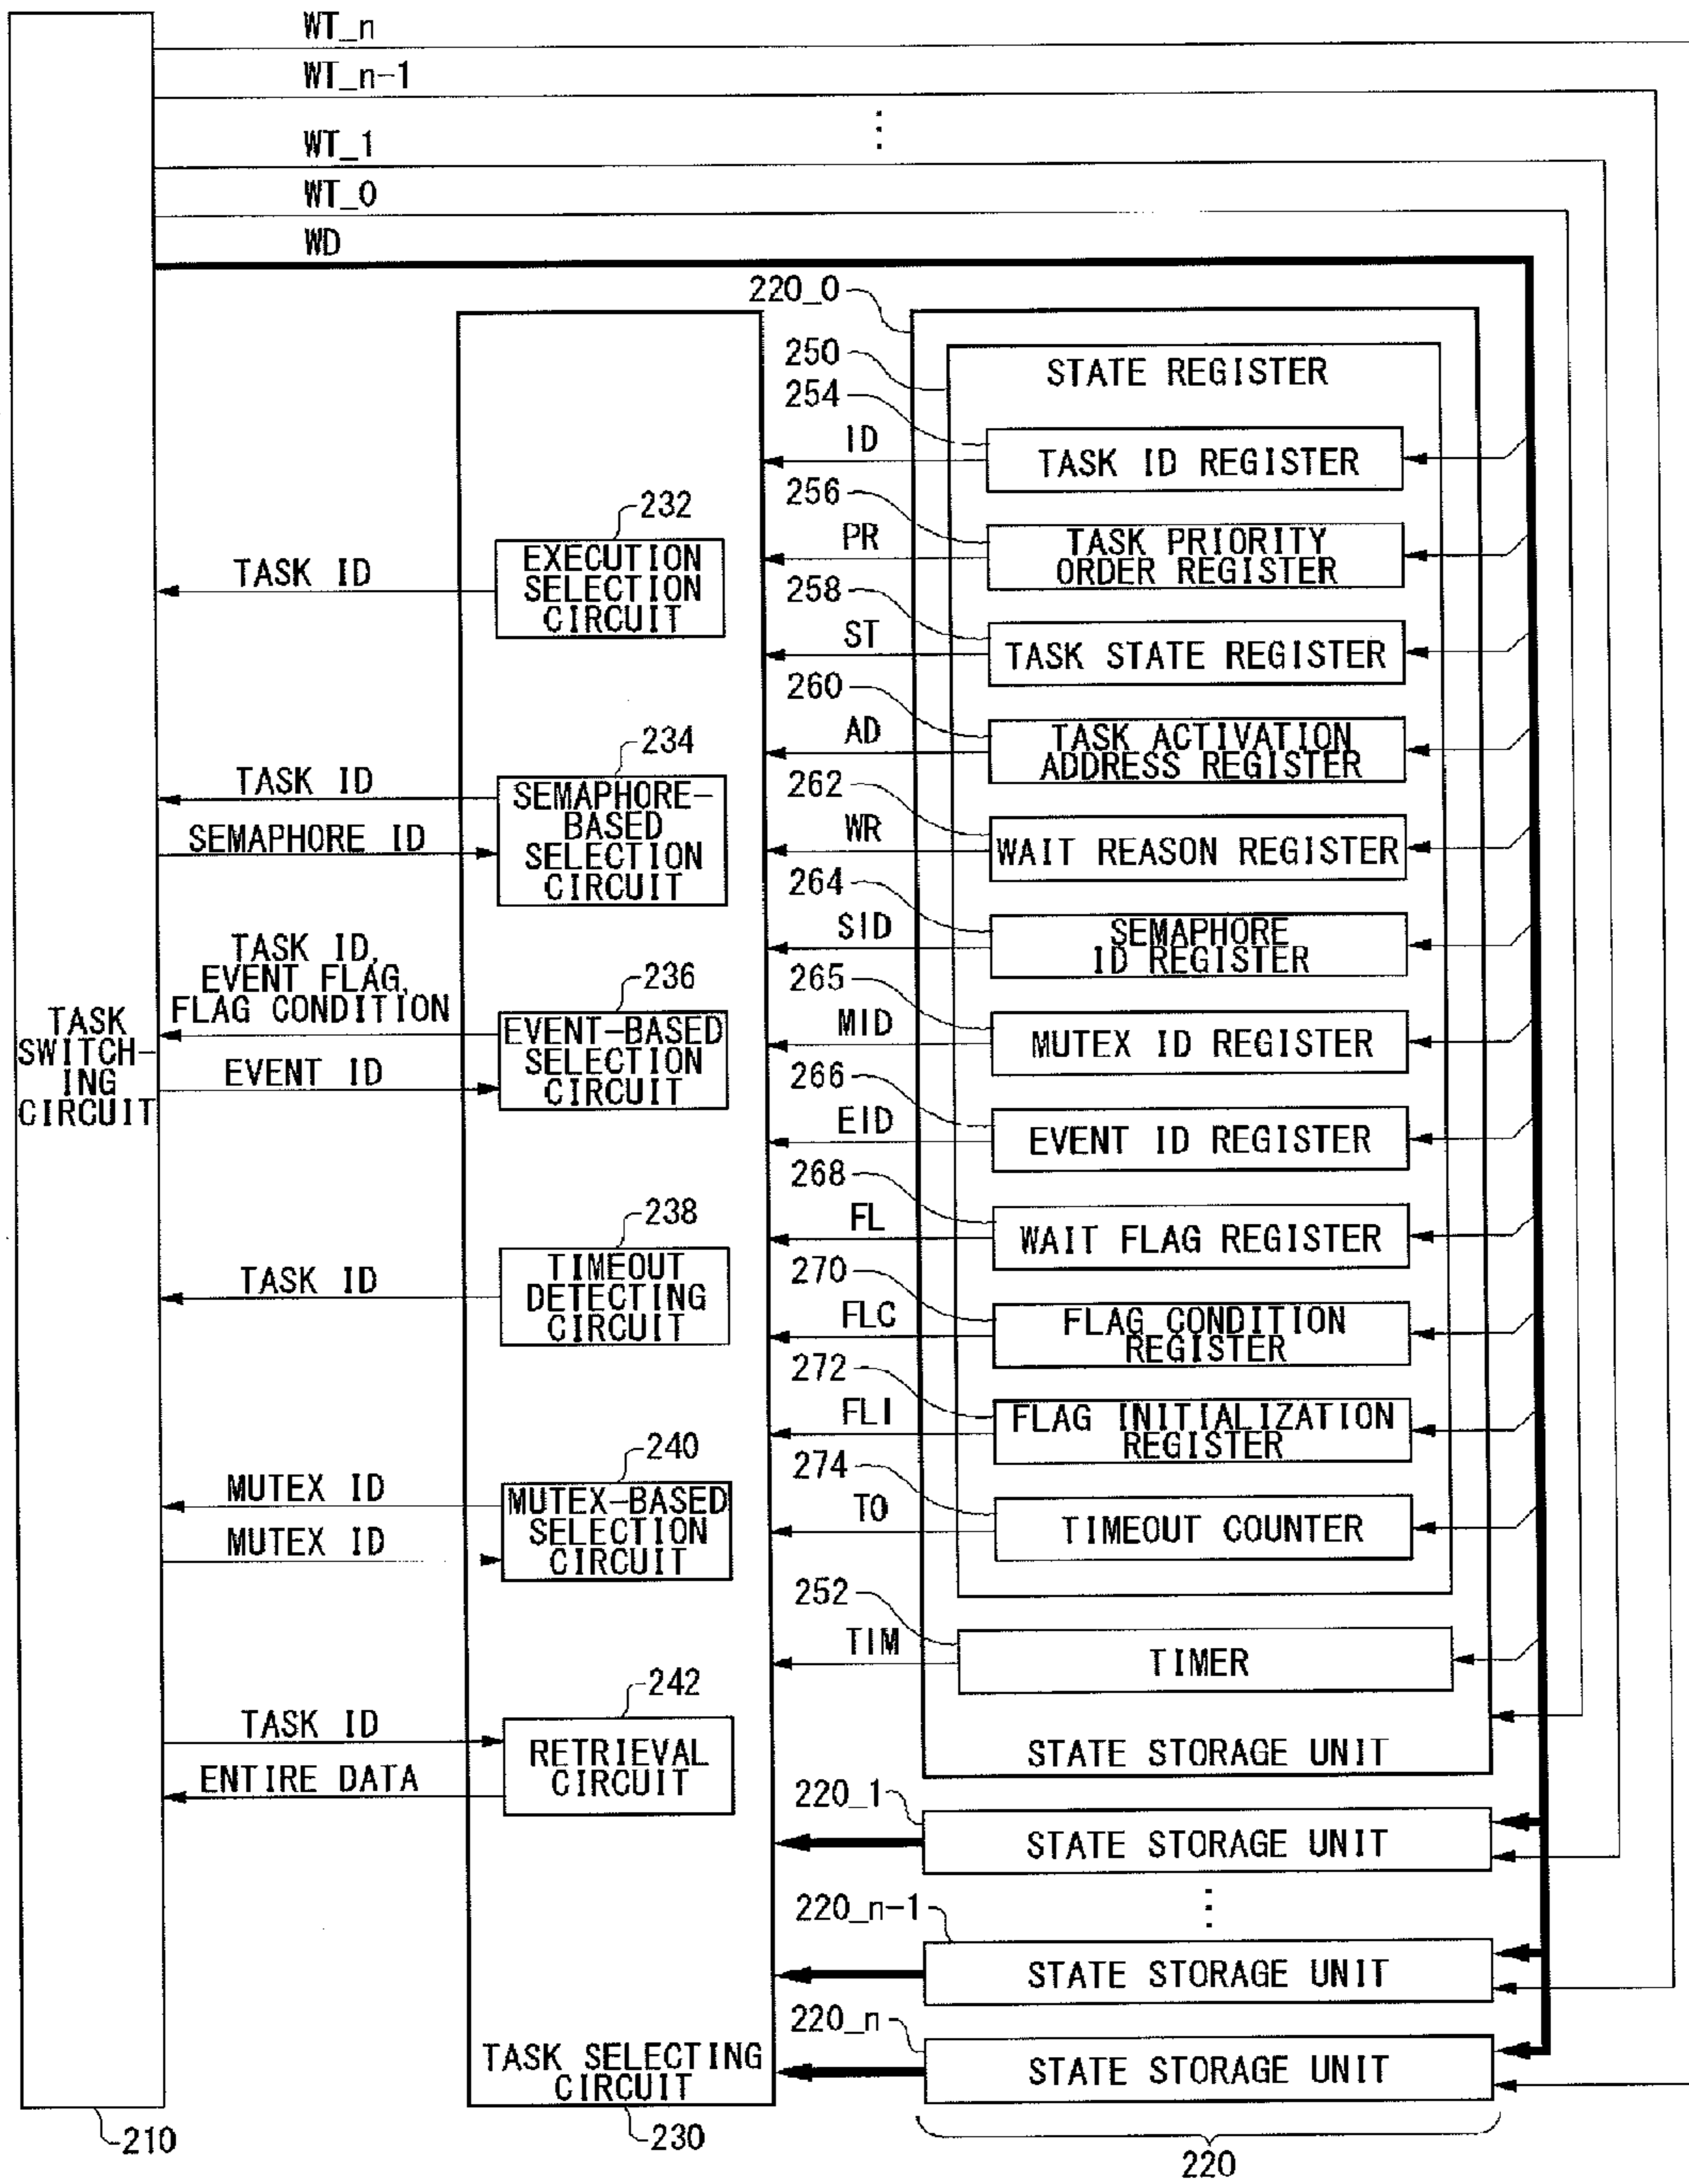 WT_n
WT_n-1
⋮
WT_1
WT_0
WD
220_0
250
STATE REGISTER
254
ID
TASK ID REGISTER
256
PR
TASK PRIORITY
ORDER REGISTER
258
ST
TASK STATE REGISTER
260
AD
TASK ACTIVATION
ADDRESS REGISTER
262
WR
WAIT REASON REGISTER
264
SID
SEMAPHORE
ID REGISTER
265
MID
MUTEX ID REGISTER
266
EID
EVENT ID REGISTER
268
FL
WAIT FLAG REGISTER
270
FLC
FLAG CONDITION
REGISTER
272
FLI
FLAG INITIALIZATION
REGISTER
274
TO
TIMEOUT COUNTER
252
TIM
TIMER
STATE STORAGE UNIT
220_1
STATE STORAGE UNIT
⋮
220_n-1
STATE STORAGE UNIT
220_n
STATE STORAGE UNIT
220
232
EXECUTION
SELECTION
CIRCUIT
TASK ID
234
SEMAPHORE-
BASED
SELECTION
CIRCUIT
TASK ID
SEMAPHORE ID
236
EVENT-BASED
SELECTION
CIRCUIT
TASK ID,
EVENT FLAG,
FLAG CONDITION
EVENT ID
238
TIMEOUT
DETECTING
CIRCUIT
TASK ID
240
MUTEX-BASED
SELECTION
CIRCUIT
MUTEX ID
MUTEX ID
242
RETRIEVAL
CIRCUIT
TASK ID
ENTIRE DATA
TASK SELECTING
CIRCUIT
230
TASK
SWITCH-
ING
CIRCUIT
210